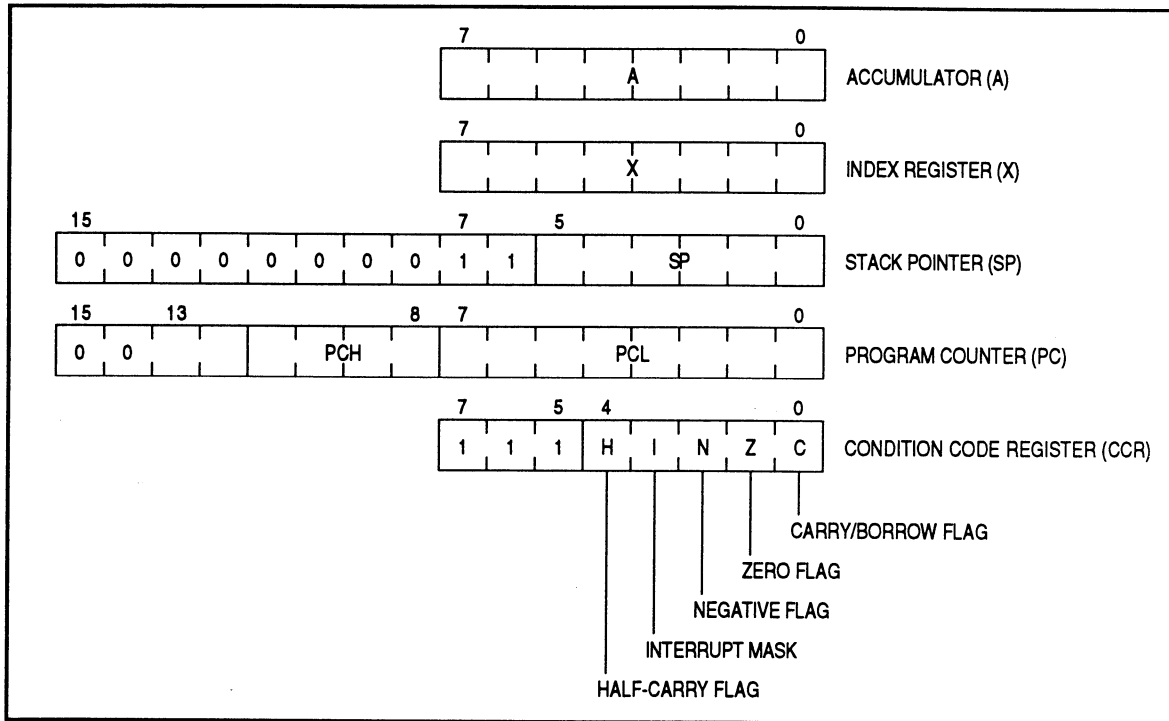 7 0
A ACCUMULATOR (A)
7 0
X INDEX REGISTER (X)
15 7 5 0
0 0 0 0 0 0 0 0 1 1 SP STACK POINTER (SP)
15 13 8 7 0
0 0 PCH PCL PROGRAM COUNTER (PC)
7 5 4 0
1 1 1 H I N Z C CONDITION CODE REGISTER (CCR)
CARRY/BORROW FLAG
ZERO FLAG
NEGATIVE FLAG
INTERRUPT MASK
HALF-CARRY FLAG